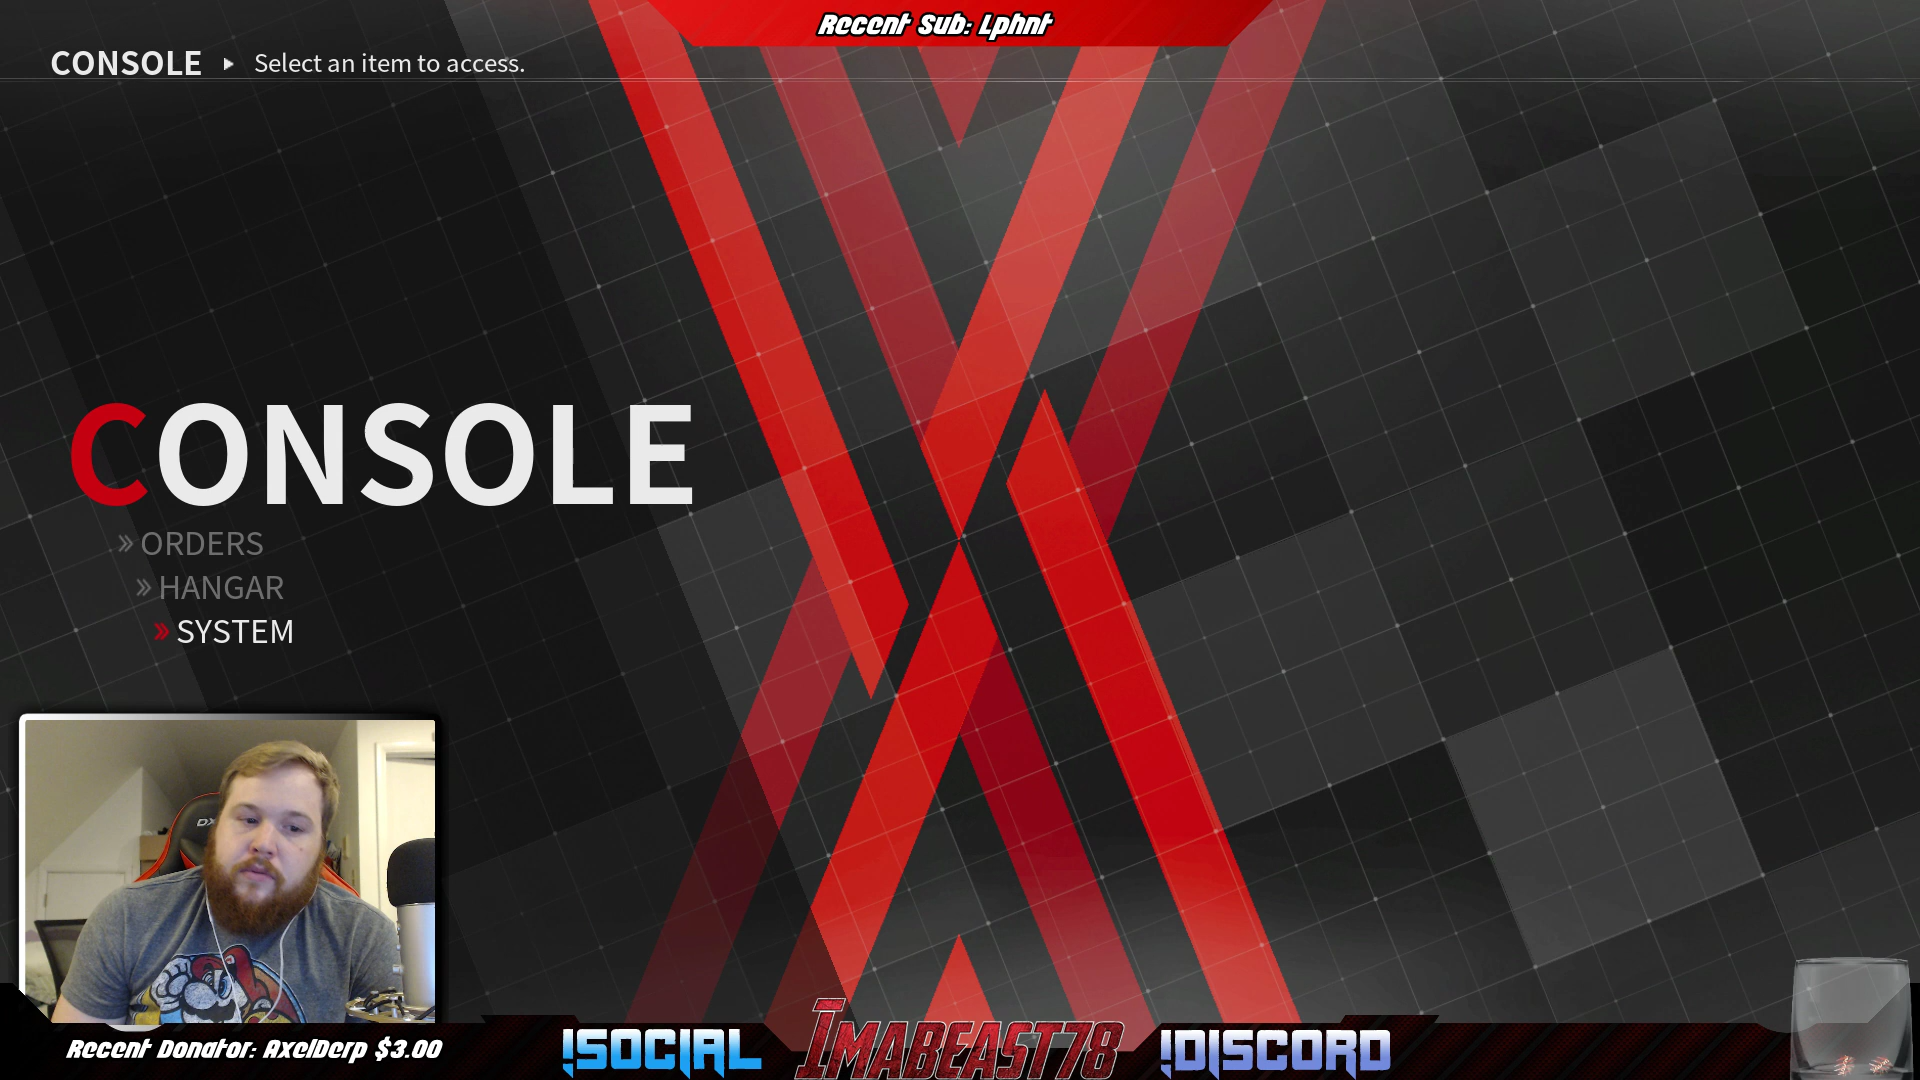 Recent Sub: Lphnt
CONSOLE Select an item to access.
CONSOLE
ORDERS
HANGAR
SYSTEM
DX
Recent Donator: AxelDerp $3.00
!SOCIAL
IMABEAST78
!DISCORD